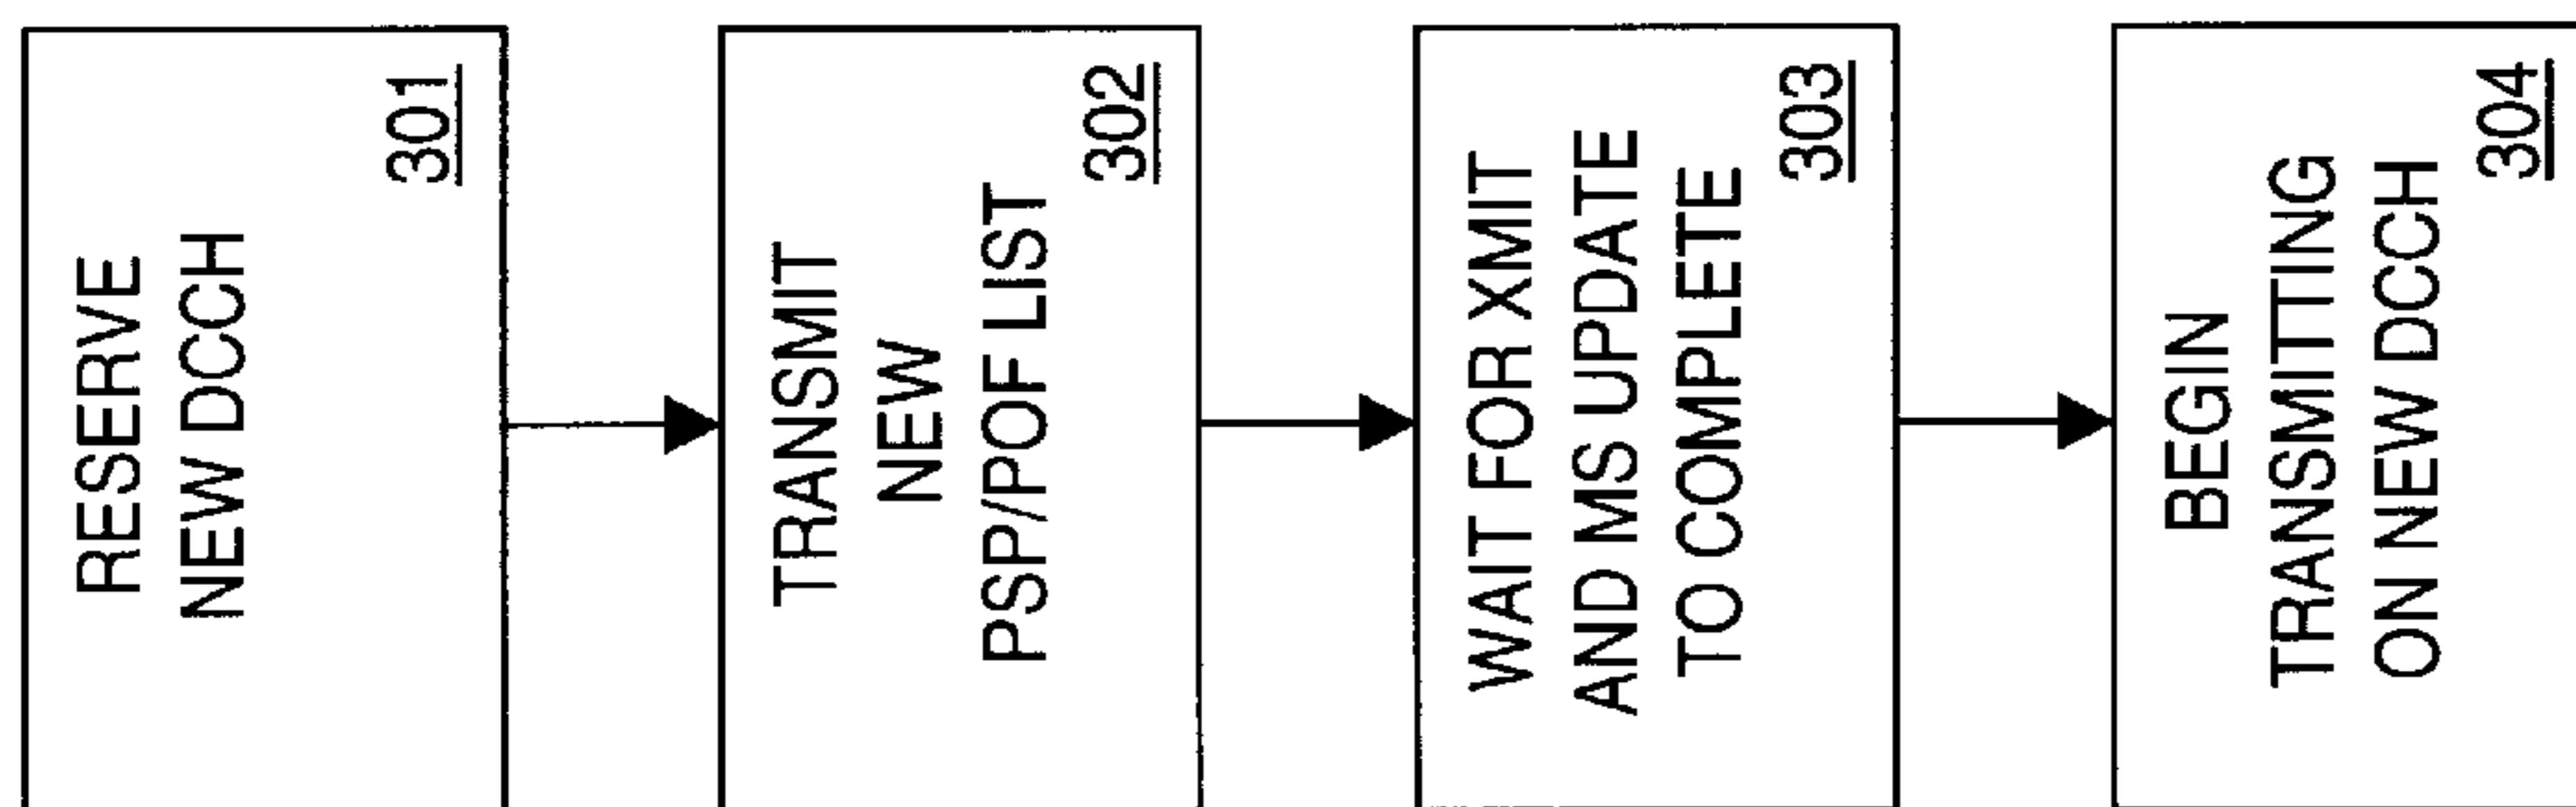 RESERVE
NEW DCCH
301
TRANSMIT
NEW
PSP/POF LIST
302
WAIT FOR XMIT
AND MS UPDATE
TO COMPLETE
303
BEGIN
TRANSMITTING
ON NEW DCCH
304